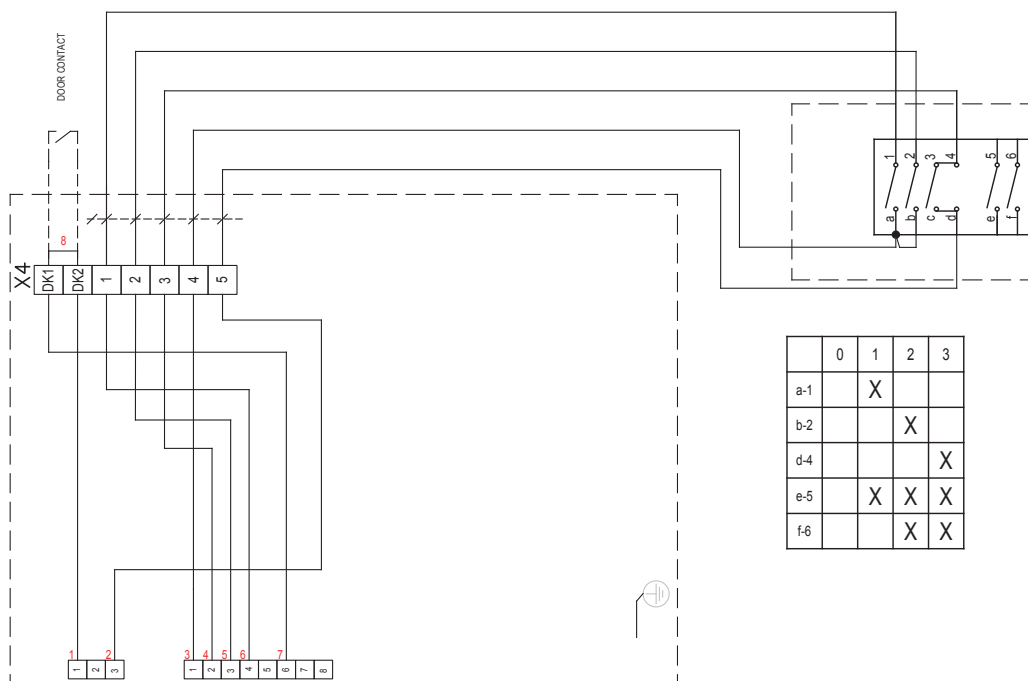 DOOR CONTACT
1 2 3 4 5 6
a b c d e f
8
X4 DK1 DK2 1 2 3 4 5
0 1 2 3
a-1 X
b-2 X
d-4 X
e-5 X X X
f-6 X X
1 2 3 4 5 6 7
1 2 3 1 2 3 4 5 6 7 8